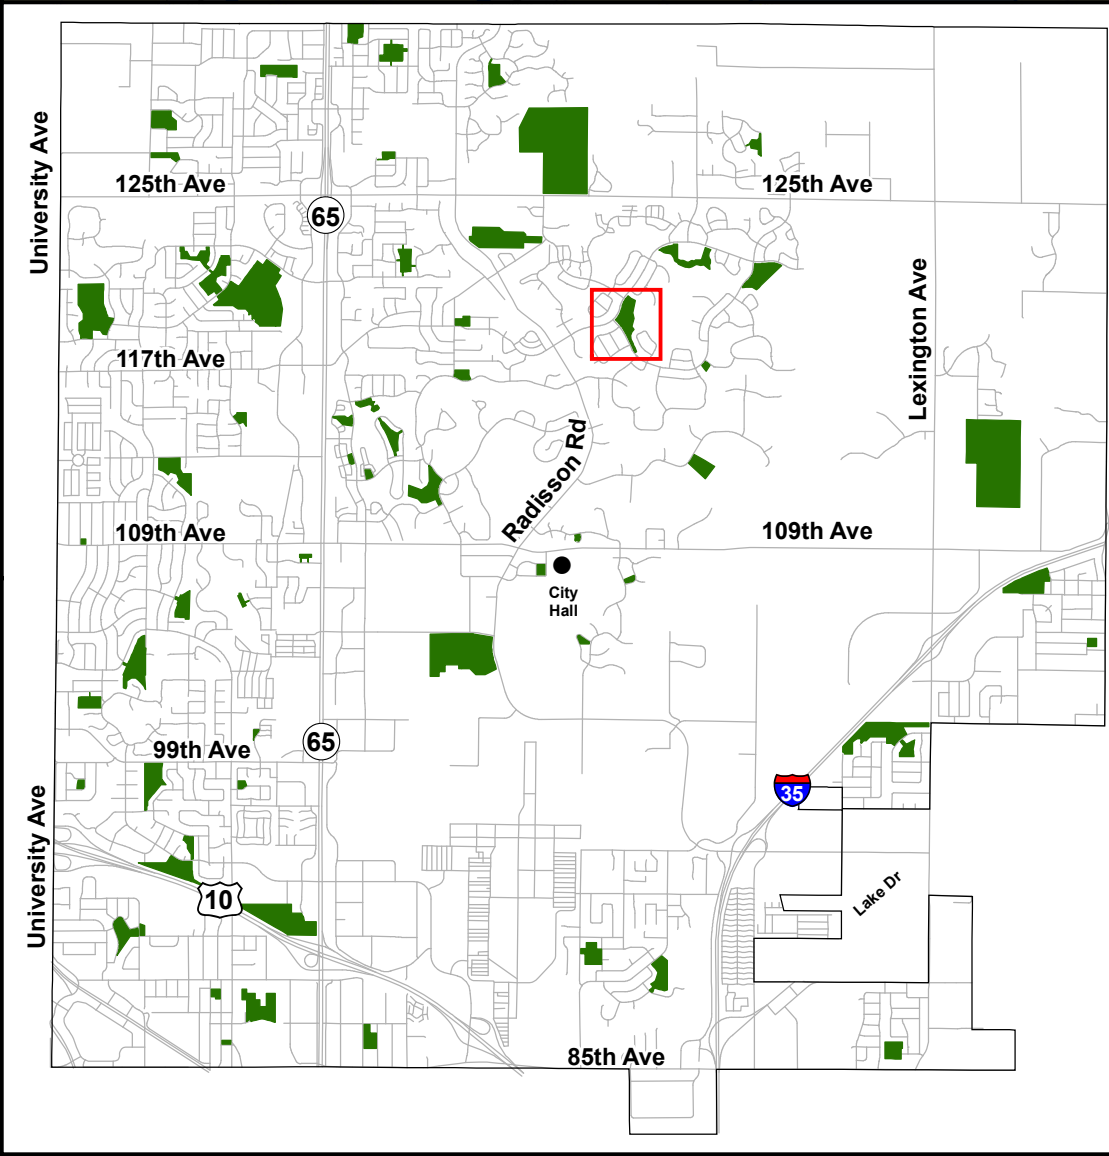 University Ave
125th Ave
125th Ave
65
Lexington Ave
117th Ave
Radisson Rd
109th Ave
109th Ave
City
Hall
99th Ave
65
35
University Ave
10
Lake Dr
85th Ave